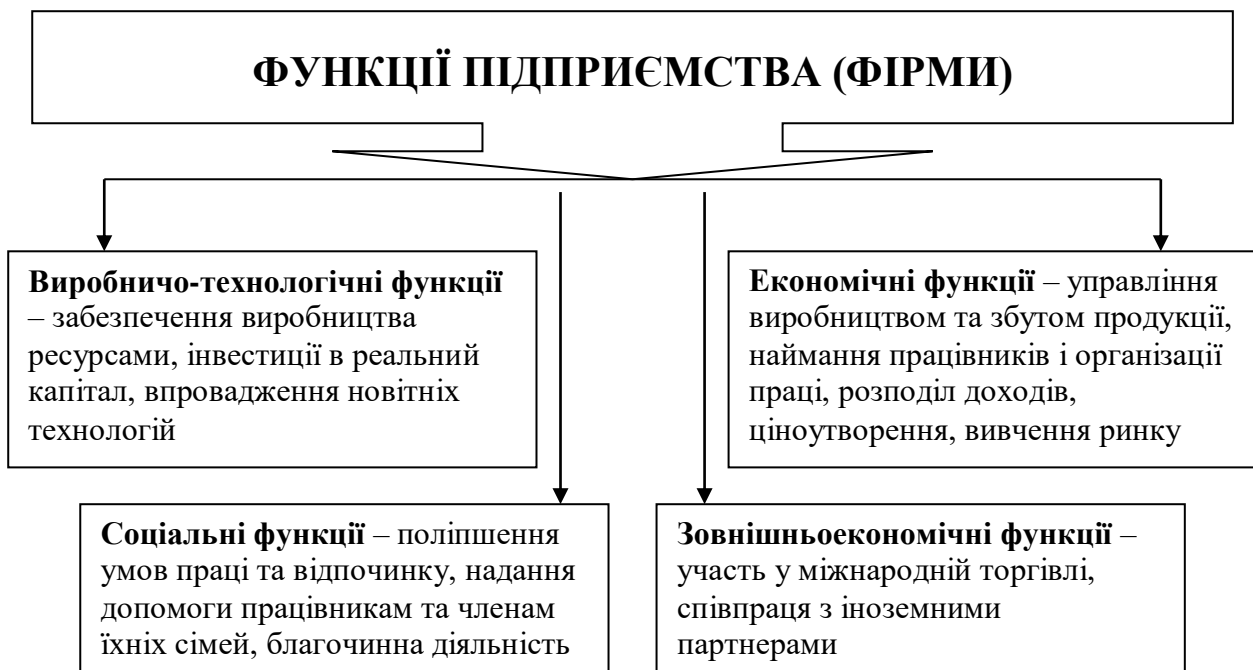 ФУНКЦІЇ ПІДПРИЄМСТВА (ФІРМИ)
Виробничо-технологічні функції
– забезпечення виробництва
ресурсами, інвестиції в реальний
капітал, впровадження новітніх
технологій
Економічні функції – управління
виробництвом та збутом продукції,
наймання працівників і організації
праці, розподіл доходів,
ціноутворення, вивчення ринку
Соціальні функції – поліпшення
умов праці та відпочинку, надання
допомоги працівникам та членам
їхніх сімей, благочинна діяльність
Зовнішньоекономічні функції –
участь у міжнародній торгівлі,
співпраця з іноземними
партнерами